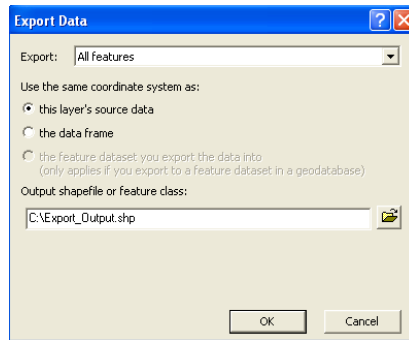 Export Data
Export: All features
Use the same coordinate system as:
this layer's source data
the data frame
the feature dataset you export the data into
(only applies if you export to a feature dataset in a geodatabase)
Output shapefile or feature class:
C:\Export_Output.shp
OK Cancel